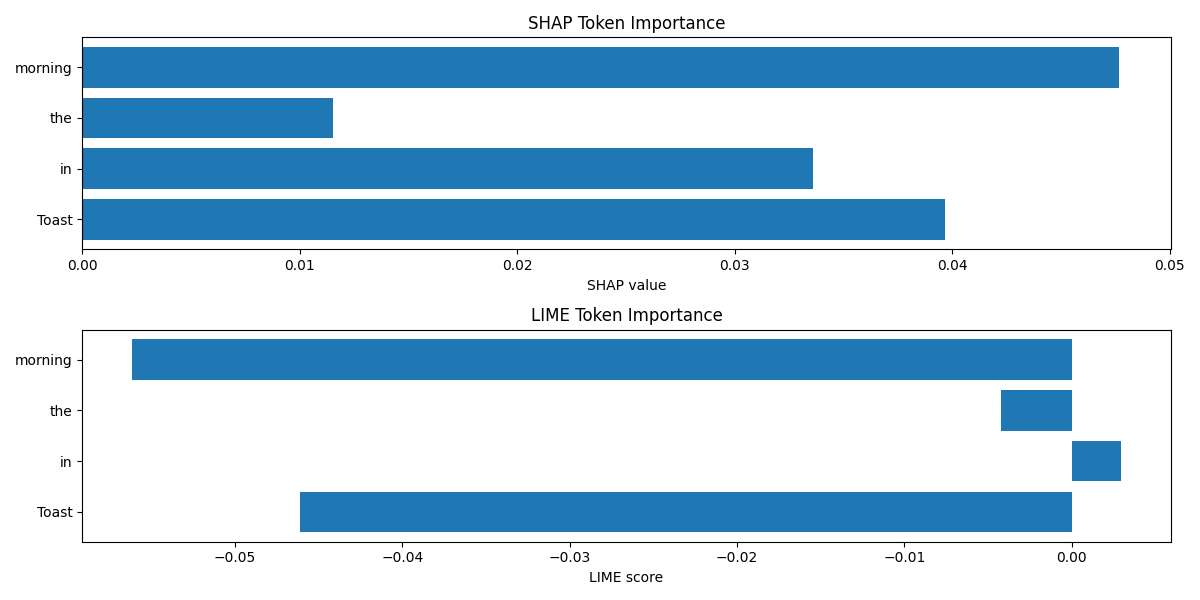 SHAP Token Importance
morning
the
in
Toast
0.00 0.01 0.02 0.03 0.04 0.05
SHAP value
LIME Token Importance
morning
the
in
Toast
−0.05 −0.04 −0.03 −0.02 −0.01 0.00
LIME score